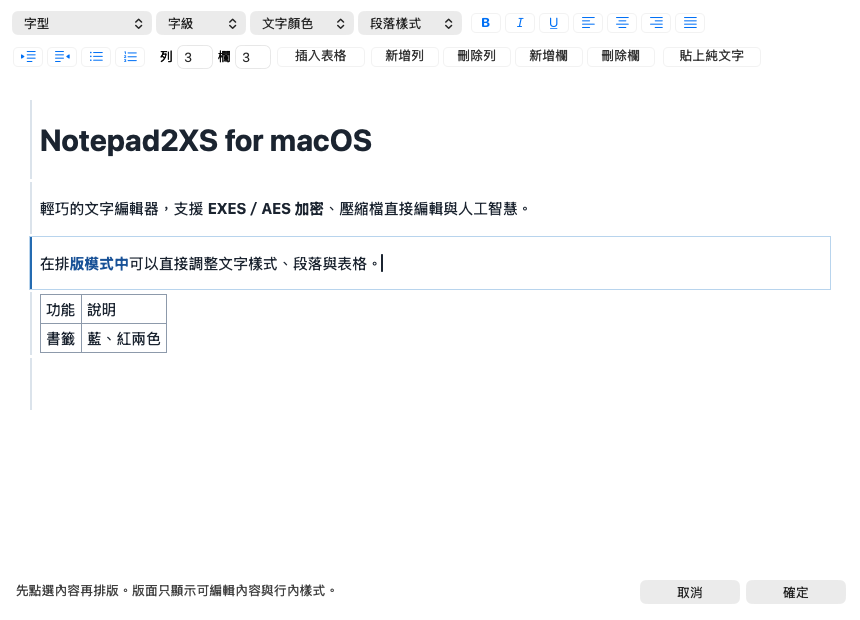 字型 字級 文字顏色 段落樣式 B I U
列 3 欄 3 插入表格 新增列 刪除列 新增欄 刪除欄 貼上純文字
Notepad2XS for macOS
輕巧的文字編輯器，支援 EXES / AES 加密、壓縮檔直接編輯與人工智慧。
在排版模式中可以直接調整文字樣式、段落與表格。
功能 說明
書籤 藍、紅兩色
先點選內容再排版。版面只顯示可編輯內容與行內樣式。 取消 確定